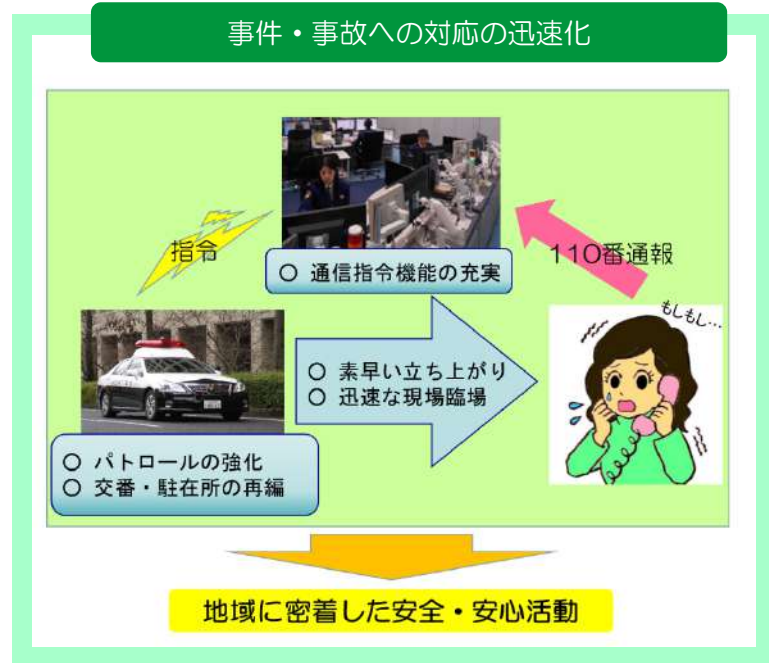 事件・事故への対応の迅速化
指令
110番通報
○ 通信指令機能の充実
もしもし…
○ 素早い立ち上がり
○ 迅速な現場臨場
○ パトロールの強化
○ 交番・駐在所の再編
地域に密着した安全・安心活動